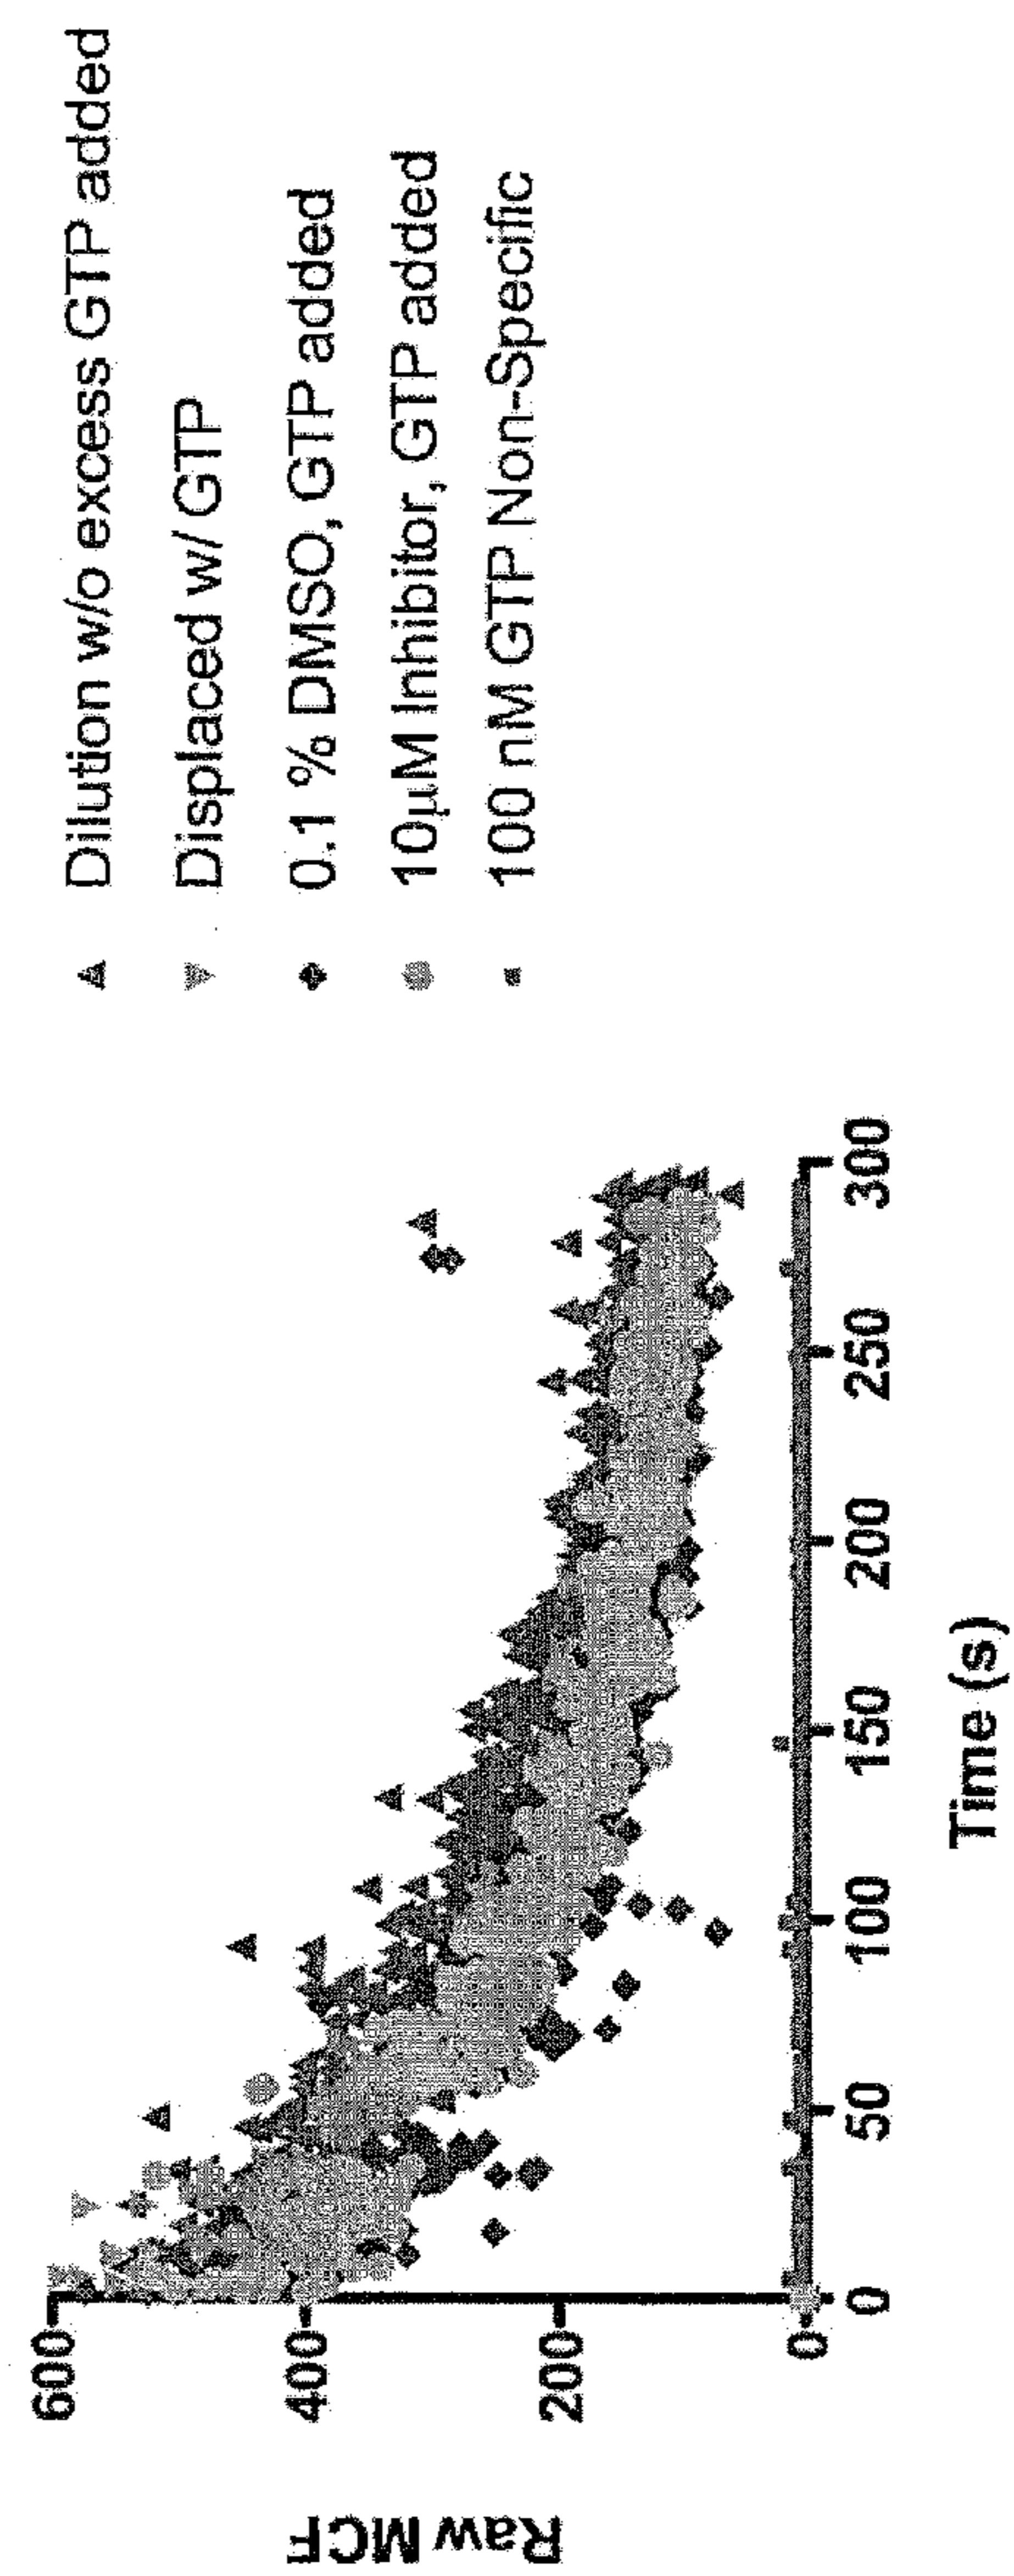 Dilution w/o excess GTP added
Displaced w/ GTP
0.1 % DMSO, GTP added
10μM Inhibitor, GTP added
100 nM GTP Non-Specific
600
400
200
0
0
50
100
150
200
250
300
Raw MCF
Time (s)